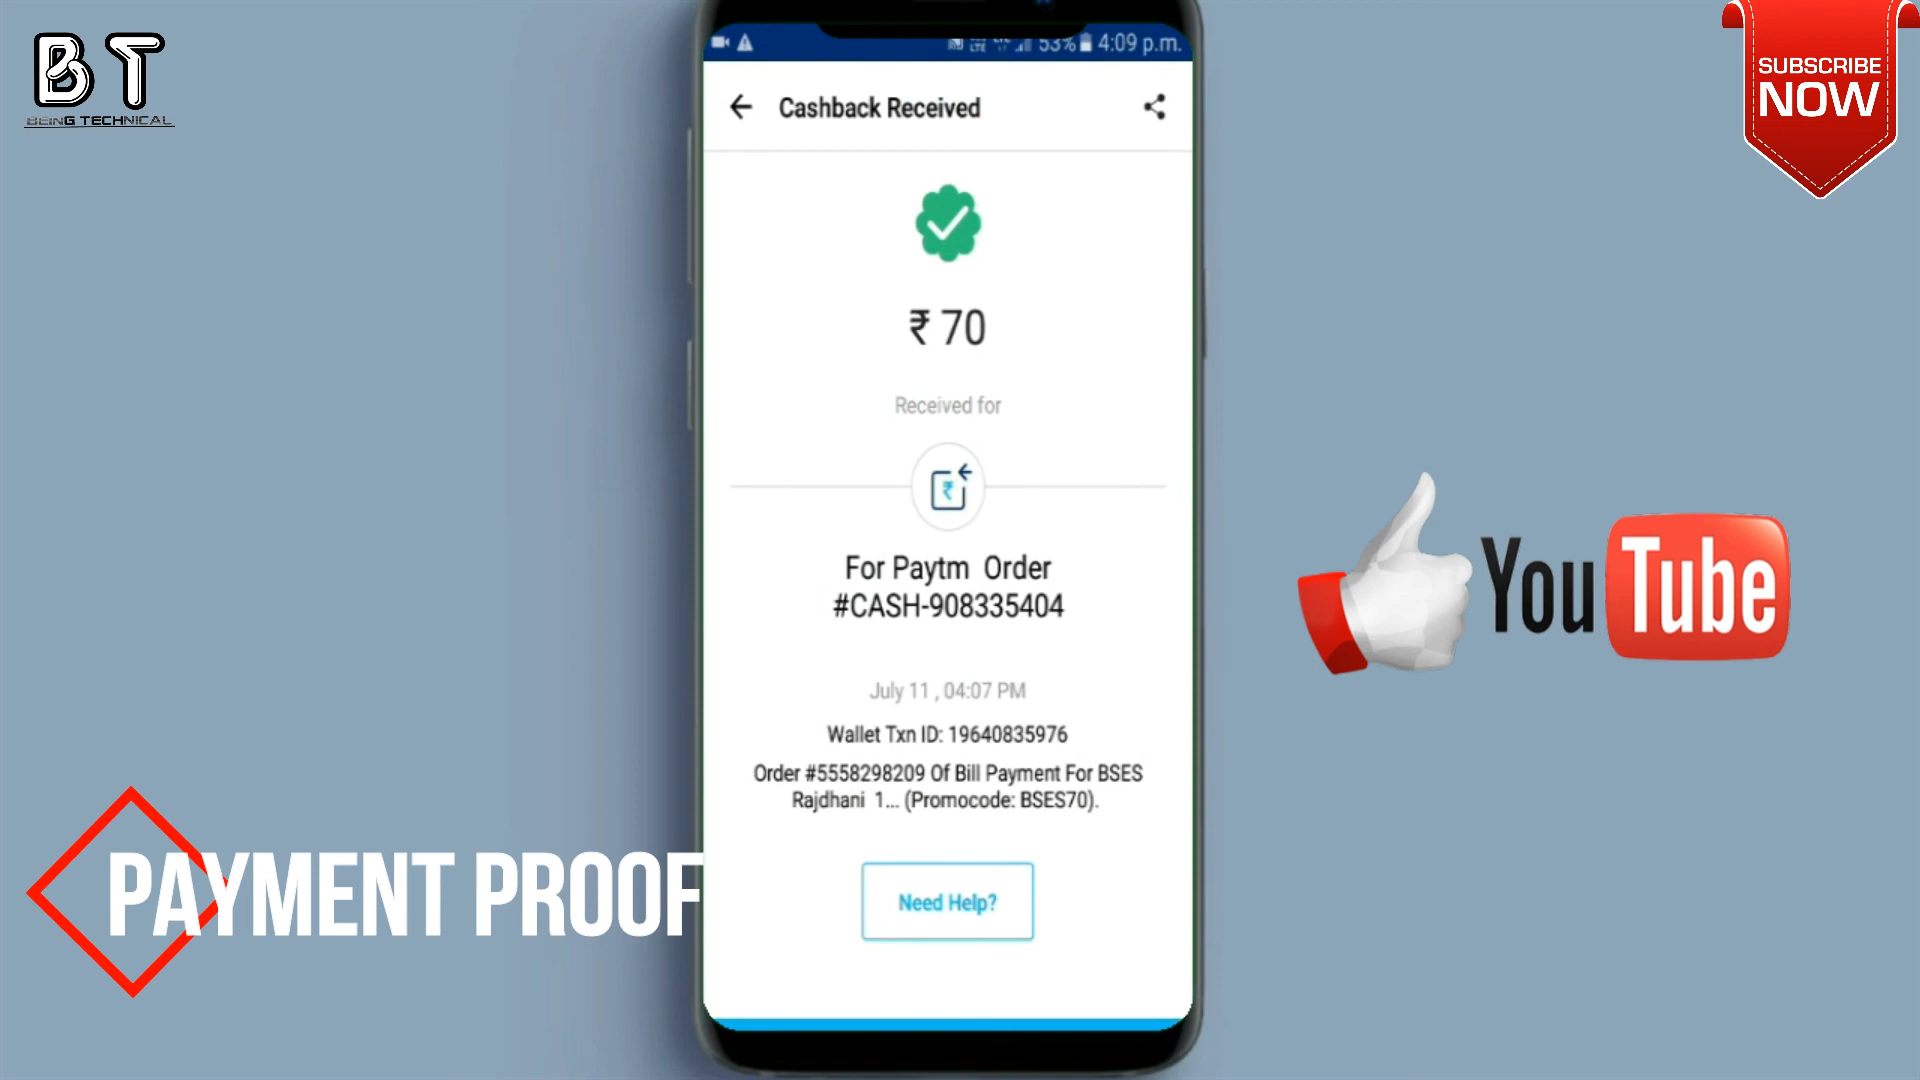 BT
BEING TECHNICAL
SUBSCRIBE
NOW
53% 4:09 p.m.
Cashback Received
₹ 70
Received for
₹
For Paytm Order
#CASH-908335404
July 11 , 04:07 PM
Wallet Txn ID: 19640835976
Order #5558298209 Of Bill Payment For BSES
Rajdhani 1... (Promocode: BSES70).
Need Help?
YouTube
PAYMENT PROOF